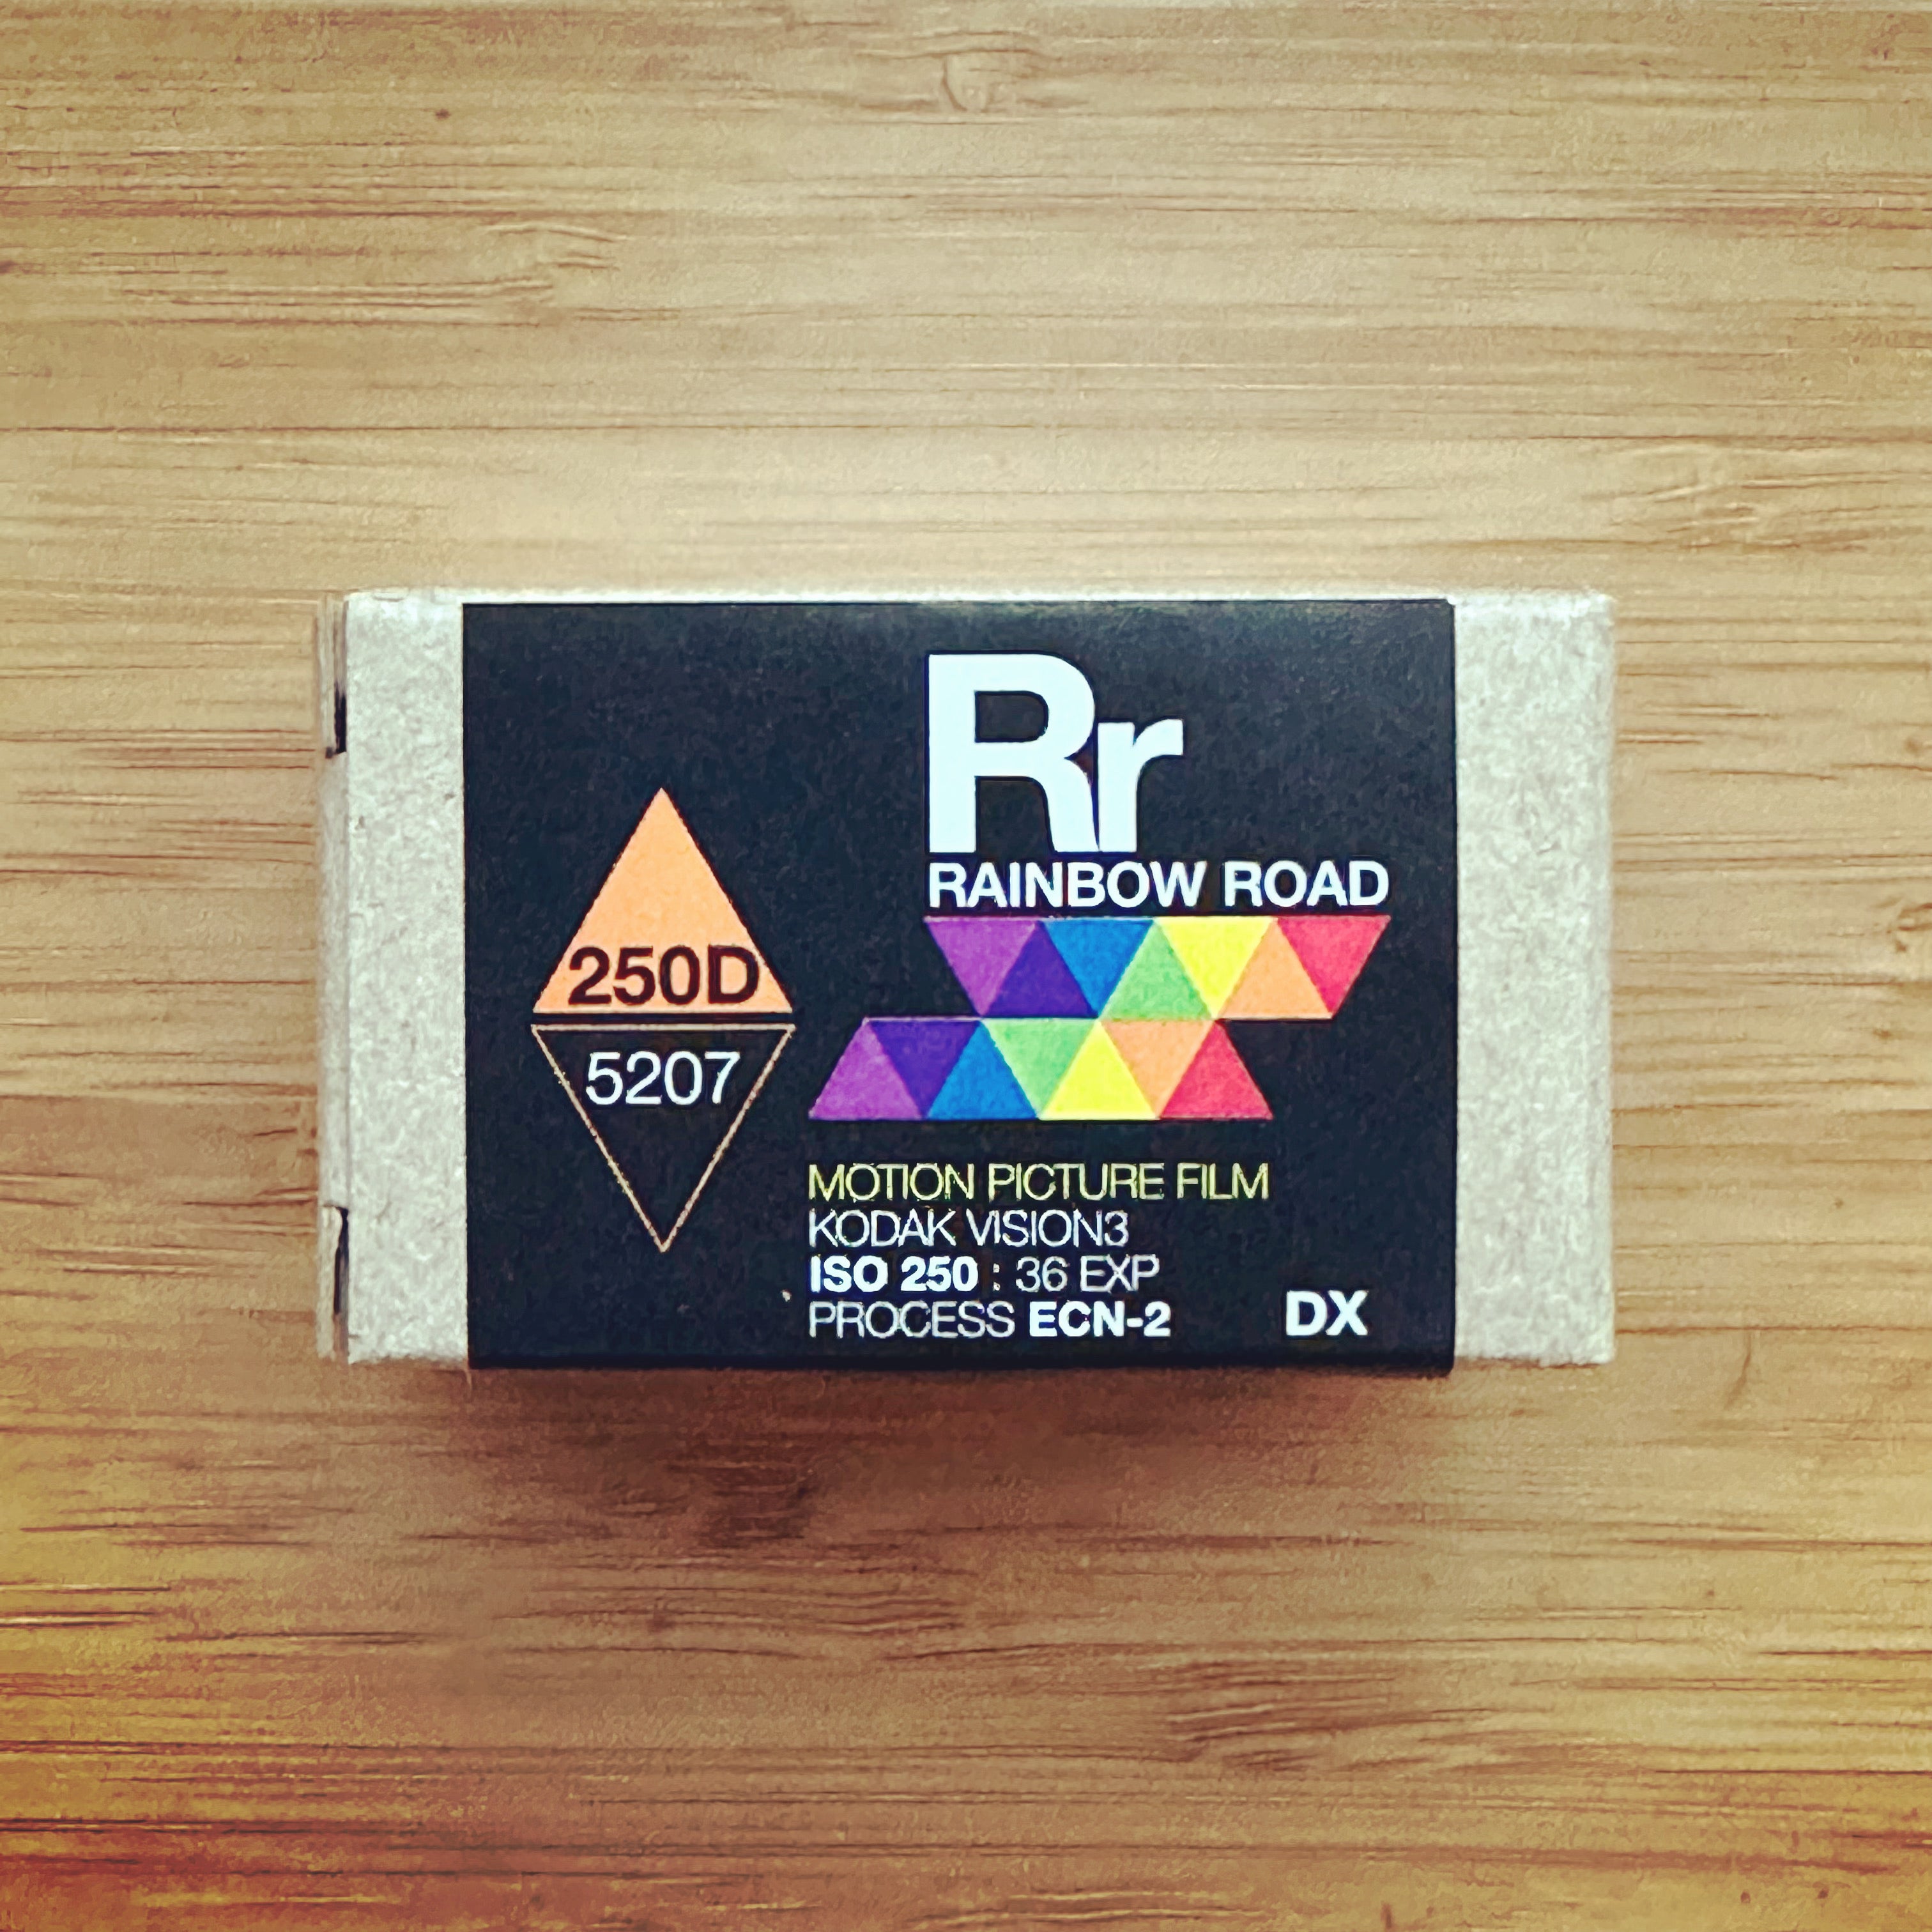 Rr
RAINBOW ROAD
250D
5207
MOTION PICTURE FILM
KODAK VISION3
ISO 250 : 36 EXP
PROCESS ECN-2
DX